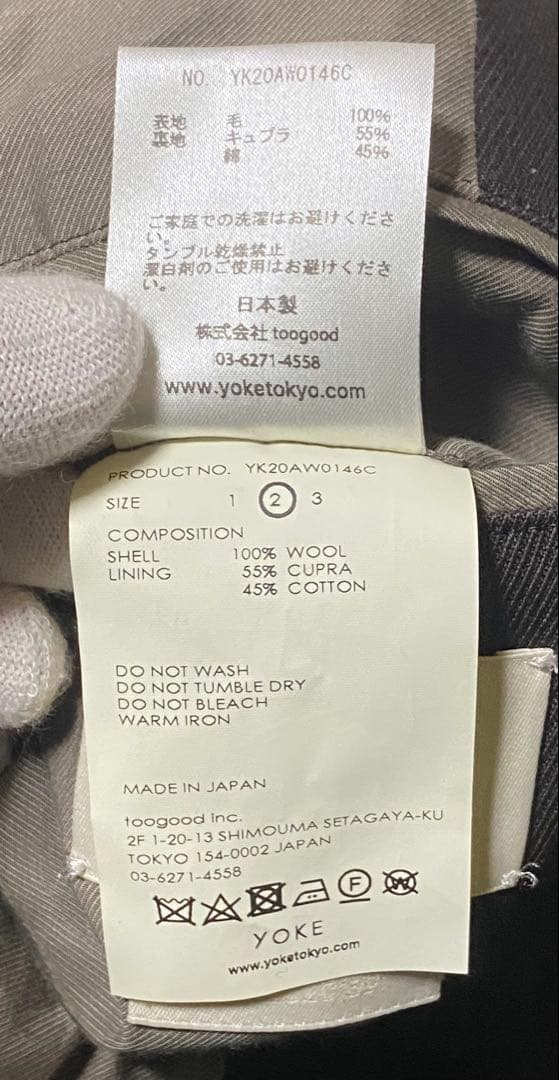 NO. YK20AW0146C
表地 毛 100%
裏地 キュプラ 55%
綿 45%
ご家庭での洗濯はお避けくださ
い。
タンブル乾燥禁止
漂白剤のご使用はお避けくださ
い。
日本製
株式会社 toogood
03-6271-4558
www.yoketokyo.com
PRODUCT NO. YK20AW0146C
SIZE 1 2 3
COMPOSITION
SHELL 100% WOOL
LINING 55% CUPRA
45% COTTON
DO NOT WASH
DO NOT TUMBLE DRY
DO NOT BLEACH
WARM IRON
MADE IN JAPAN
toogood Inc.
2F 1-20-13 SHIMOUMA SETAGAYA-KU
TOKYO 154-0002 JAPAN
03-6271-4558
F W
YOKE
www.yoketokyo.com